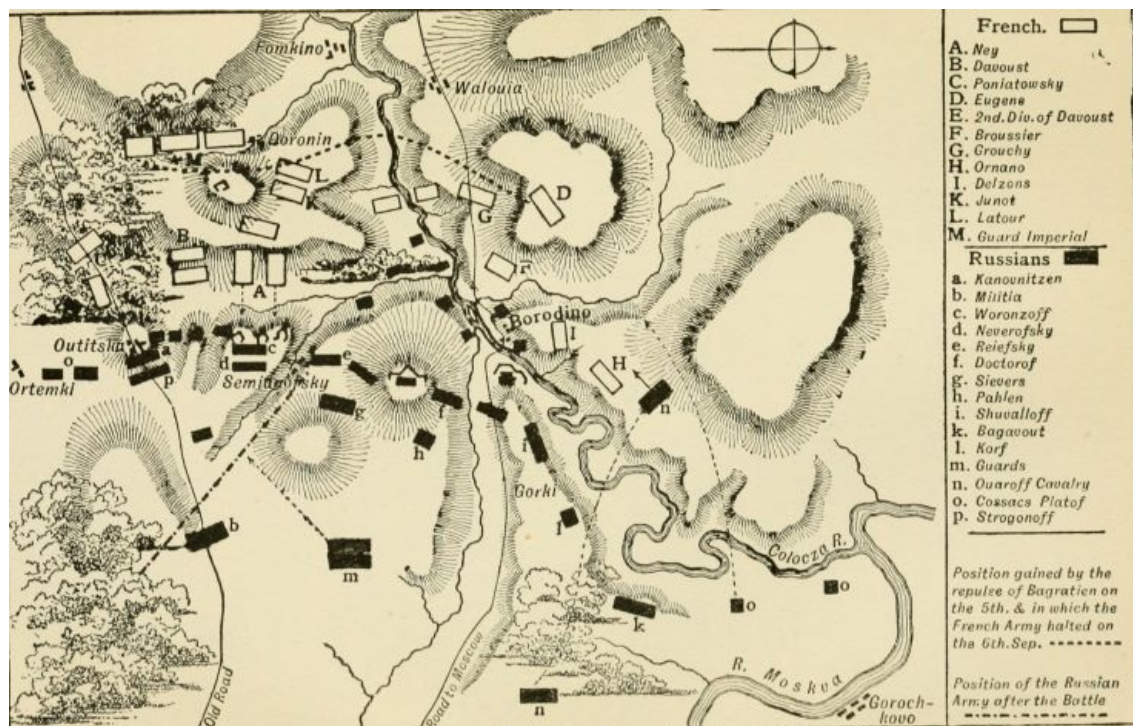 French.
A. Ney
B. Davoust
C. Poniatowsky
D. Eugene
E. 2nd. Div. of Davoust
F. Broussier
G. Grouchy
H. Ornano
I. Delzons
K. Junot
L. Latour
M. Guard Imperial
Russians
a. Kanovnitzen
b. Militia
c. Woronzoff
d. Neverofsky
e. Reiefsky
f. Doctorof
g. Sievers
h. Pahlen
i. Shuvalloff
k. Bagavout
l. Korf
m. Guards
n. Ouaroff Cavalry
o. Cossacs Platof
p. Strogonoff
Position gained by the
repulse of Bagratien on
the 5th. & in which the
French Army halted on
the 6th. Sep.
Position of the Russian
Army after the Battle
Fomkino
Walouia
Doronin
M
L
K
G
D
B
C
A
F
Borodino
I
H
Outitska
a
o
p
Ortemki
c
d
Semianofsky
e
g
f
h
n
i
Gorki
l
b
m
k
o
o
n
Colocza R.
R. Moskva
Goroch-
kovo
Old Road
Road to Moscow